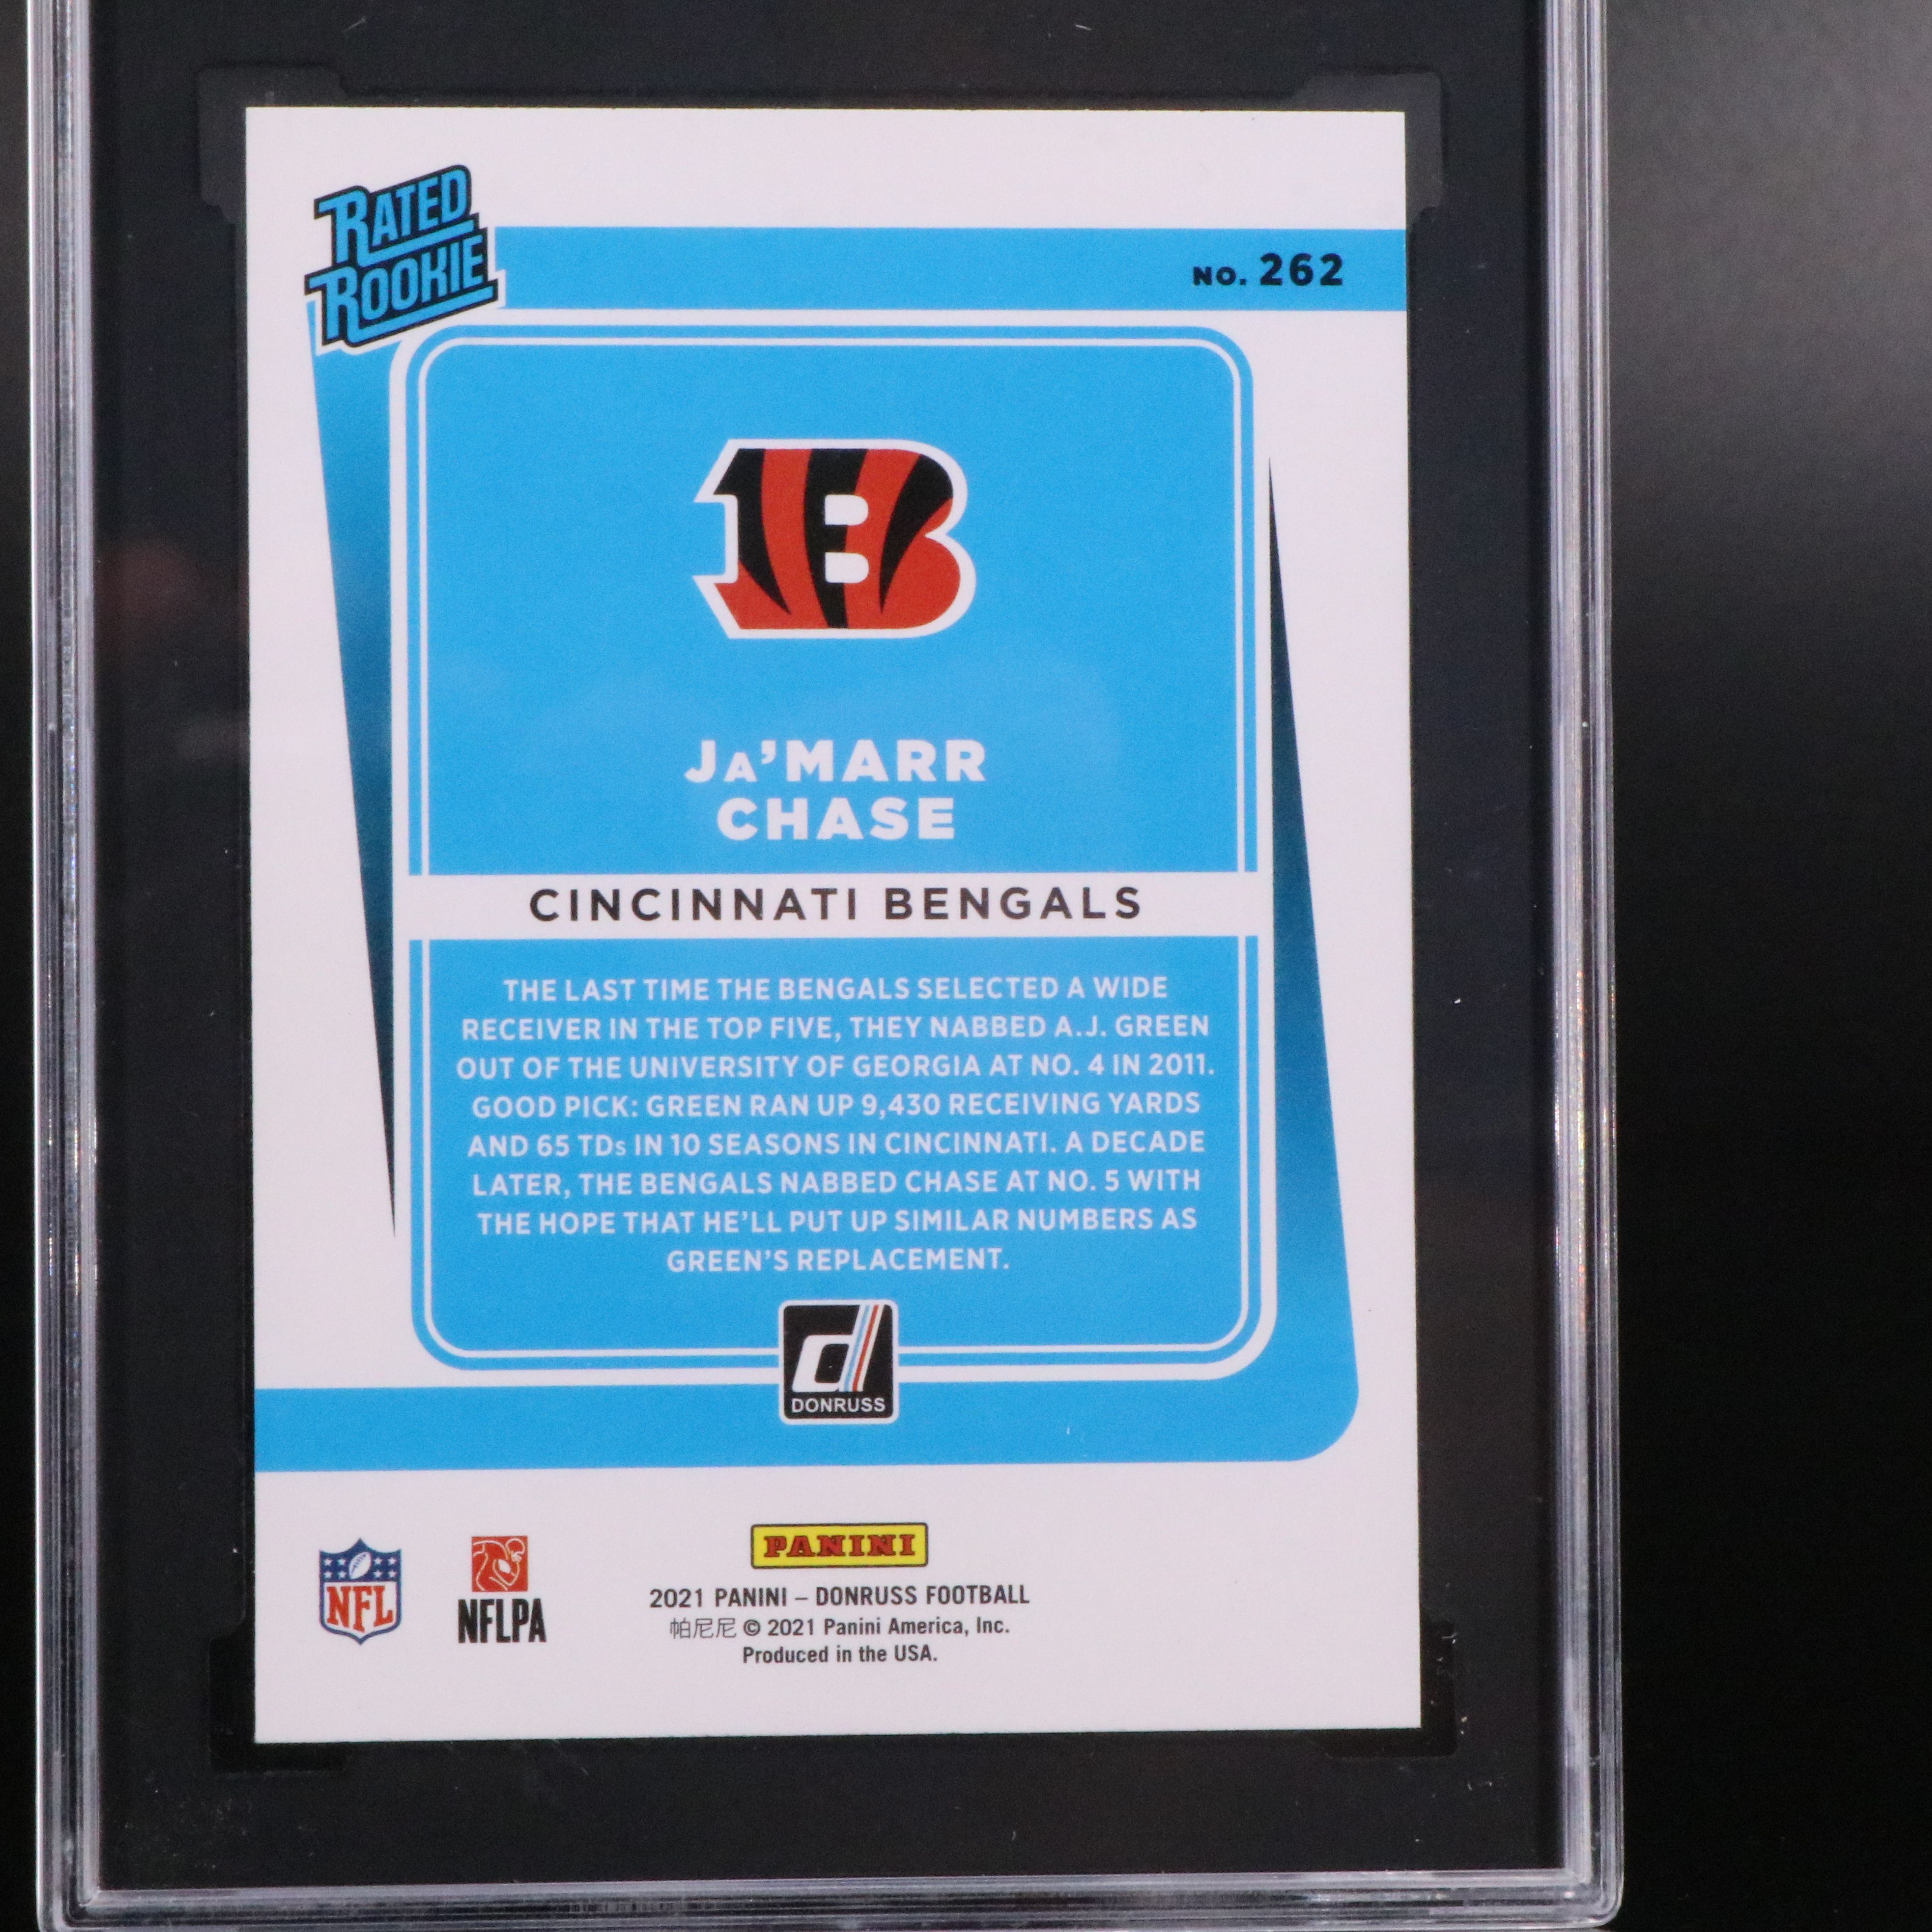 RATED
ROOKIE
NO. 262
JA'MARR
CHASE
CINCINNATI BENGALS
THE LAST TIME THE BENGALS SELECTED A WIDE
RECEIVER IN THE TOP FIVE, THEY NABBED A.J. GREEN
OUT OF THE UNIVERSITY OF GEORGIA AT NO. 4 IN 2011.
GOOD PICK: GREEN RAN UP 9,430 RECEIVING YARDS
AND 65 TDs IN 10 SEASONS IN CINCINNATI. A DECADE
LATER, THE BENGALS NABBED CHASE AT NO. 5 WITH
THE HOPE THAT HE'LL PUT UP SIMILAR NUMBERS AS
GREEN'S REPLACEMENT.
d
DONRUSS
NFL
NFLPA
PANINI
2021 PANINI – DONRUSS FOOTBALL
帕尼尼 © 2021 Panini America, Inc.
Produced in the USA.